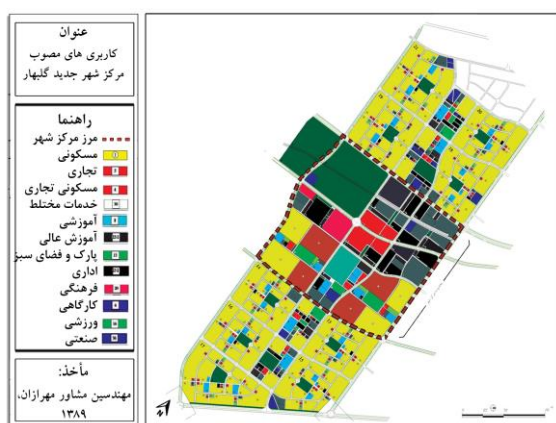 عنوان
کاربری های مصوب
مرکز شهر جدید گلبهار
راهنما
مرز مرکز شهر
مسکونی
تجاری
مسکونی تجاری
خدمات مختلط
آموزشی
آموزش عالی
پارک و فضای سبز
اداری
فرهنگی
کارگاهی
ورزشی
صنعتی
مأخذ:
مهندسین مشاور مهرازان،
۱۳۸۹